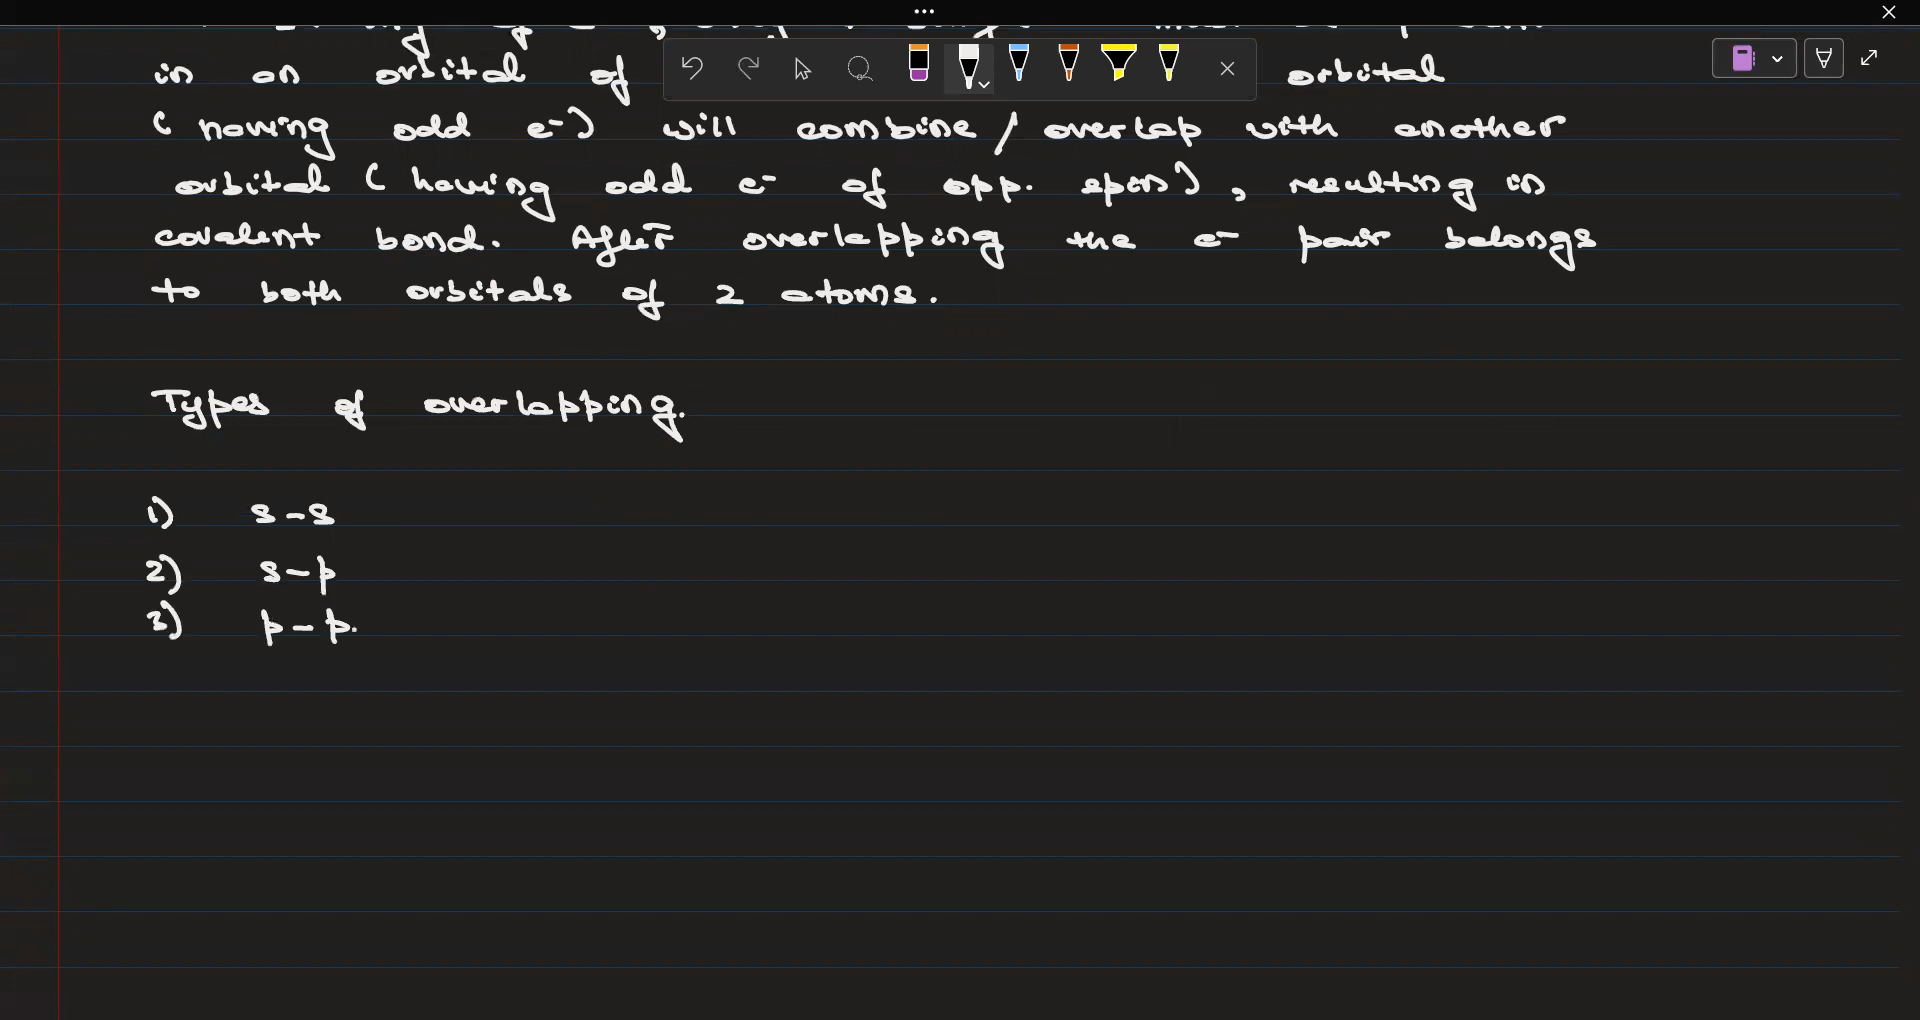 in an orbital of orbital
( having odd e-) will combine / overlap with another
orbital ( having odd e- of opp. spin) , resulting in
covalent bond. After overlapping the e- pair belongs
to both orbitals of 2 atoms.
Types of overlapping.
1) s-s
2) s-p
3) p-p.